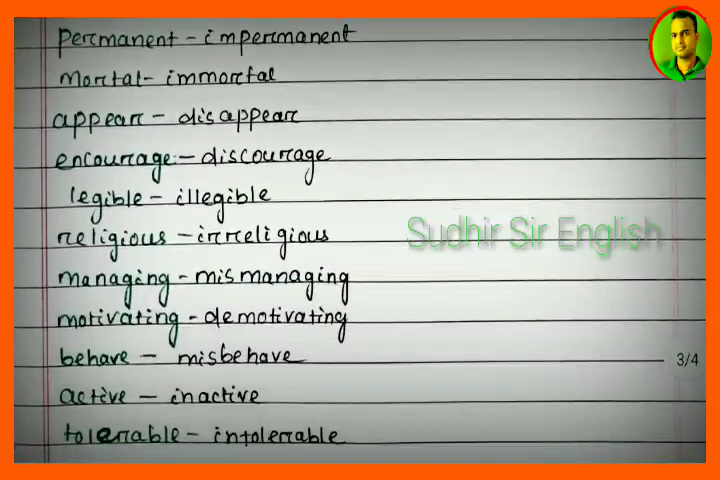 permanent - impermanent
mortal - immortal
appear - disappear
encourage - discourage
legible - illegible
religious - irreligious
Sudhir Sir English
managing - mismanaging
motivating - demotivating
behave - misbehave
3/4
active - inactive
tolerable - intolerable